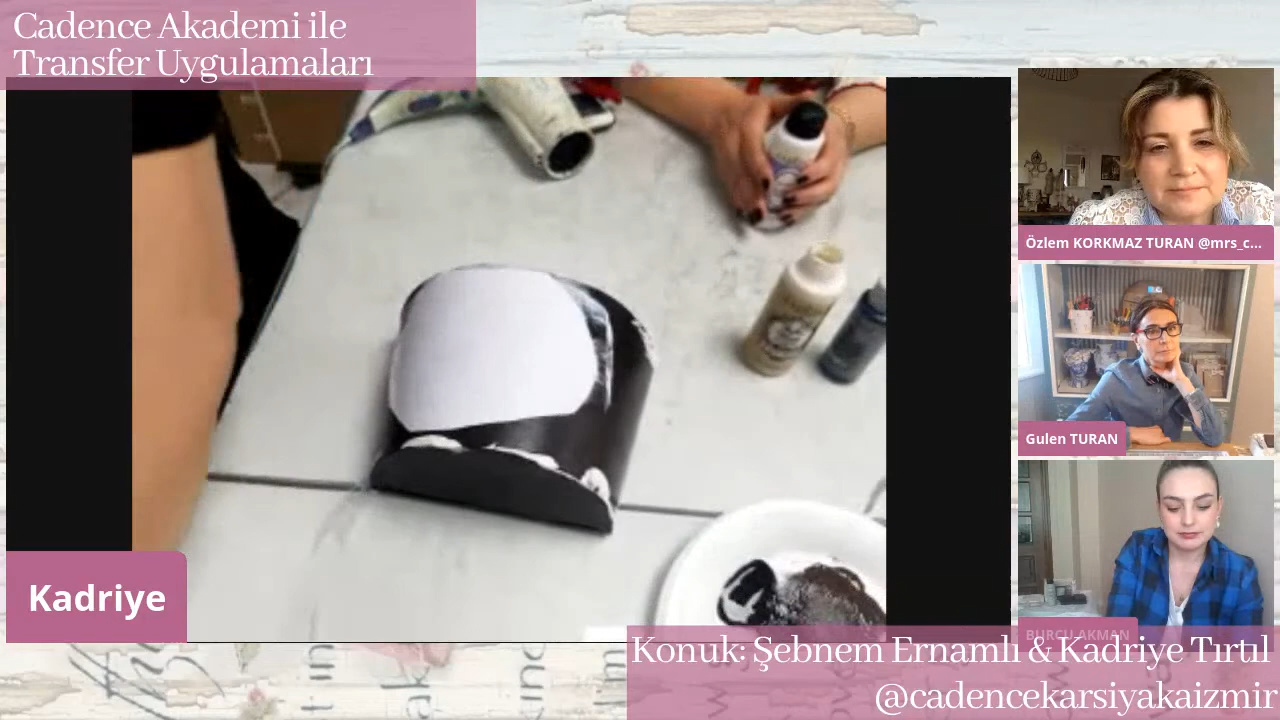 Cadence Akademi ile
Transfer Uygulamaları
Özlem KORKMAZ TURAN @mrs_c...
Gulen TURAN
BURCU AKMAN
Kadriye
Konuk: Şebnem Ernamlı & Kadriye Tırtıl
@cadencekarsiyakaizmir